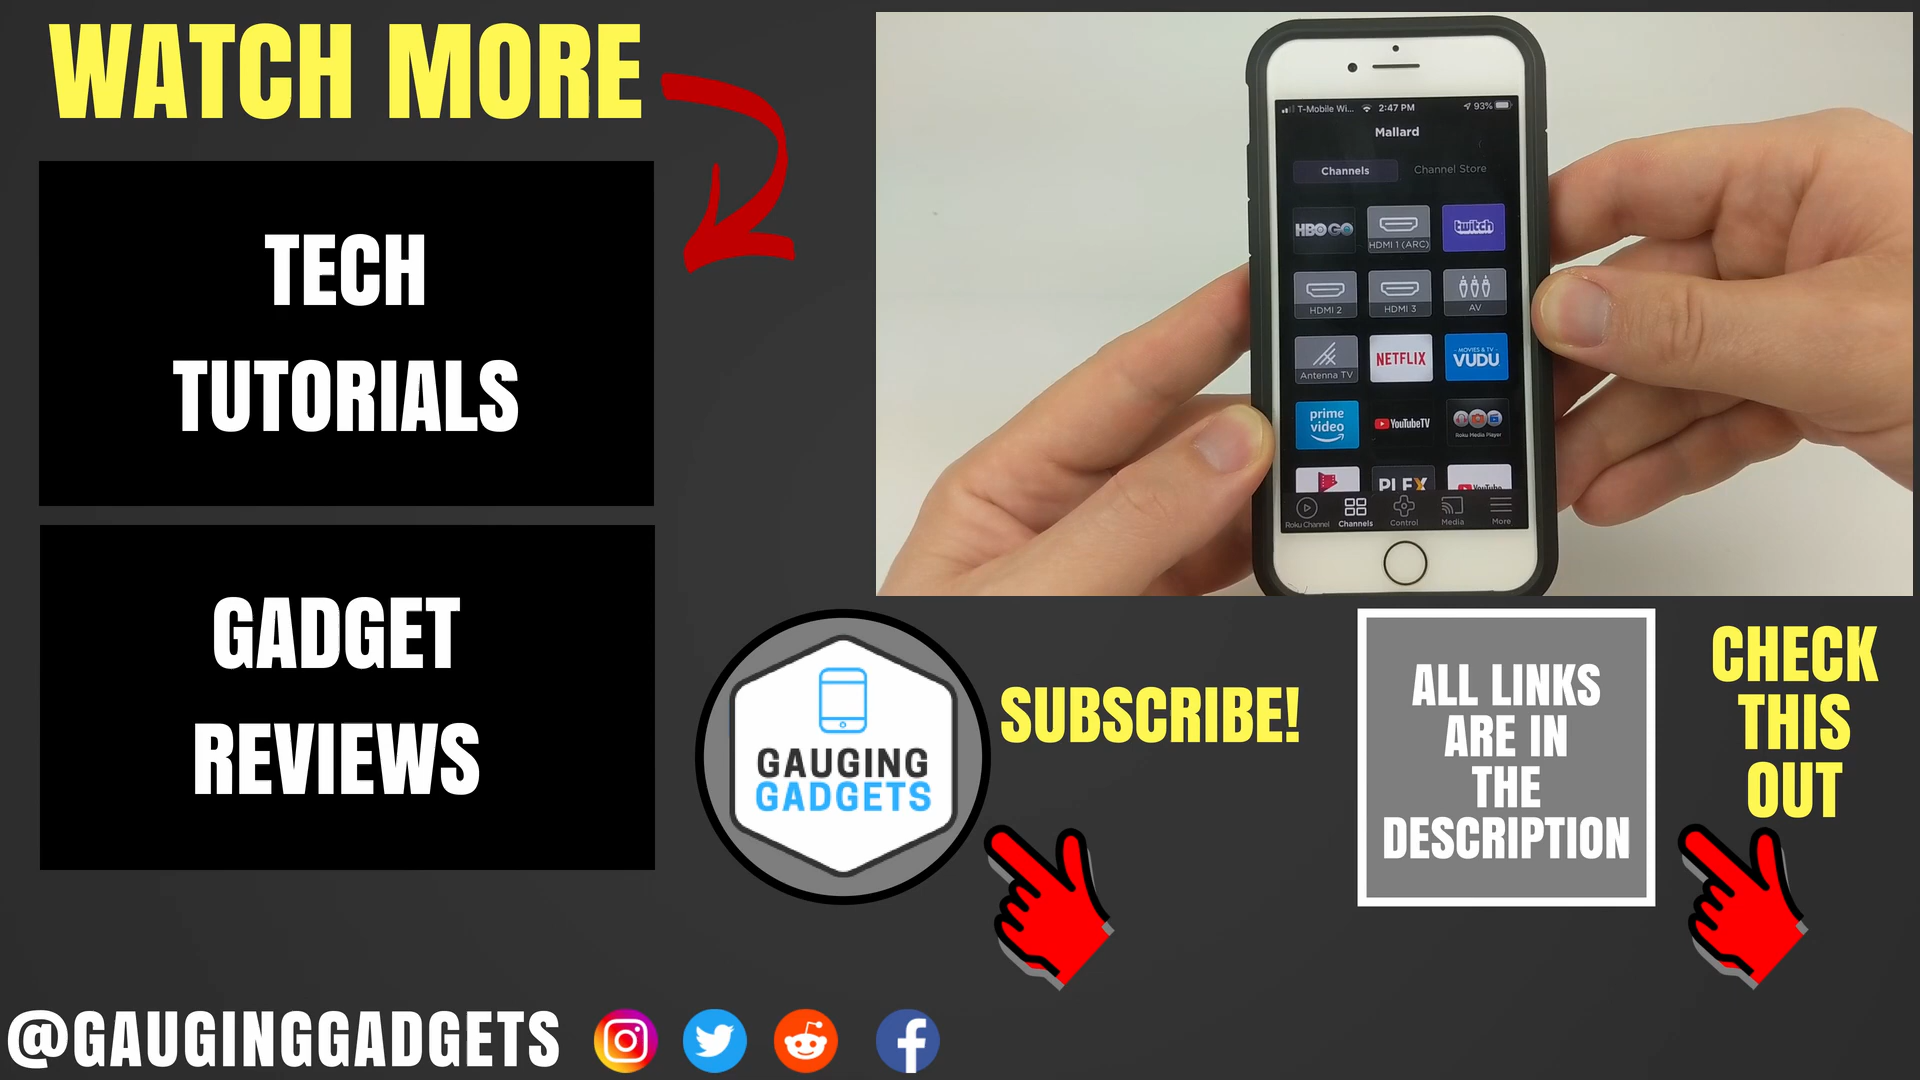 WATCH MORE
TECH
TUTORIALS
GADGET
REVIEWS
T-Mobile Wi... 2:47 PM 93%
Mallard
Channels Channel Store
HBO GO HDMI 1 (ARC) twitch
HDMI 2 HDMI 3 AV
Antenna TV NETFLIX MOVIES & TV VUDU
prime video YouTubeTV Roku Media Player
PLEX YouTube
Roku Channel Channels Control Media More
GAUGING
GADGETS
SUBSCRIBE!
ALL LINKS
ARE IN
THE
DESCRIPTION
CHECK
THIS
OUT
@GAUGINGGADGETS